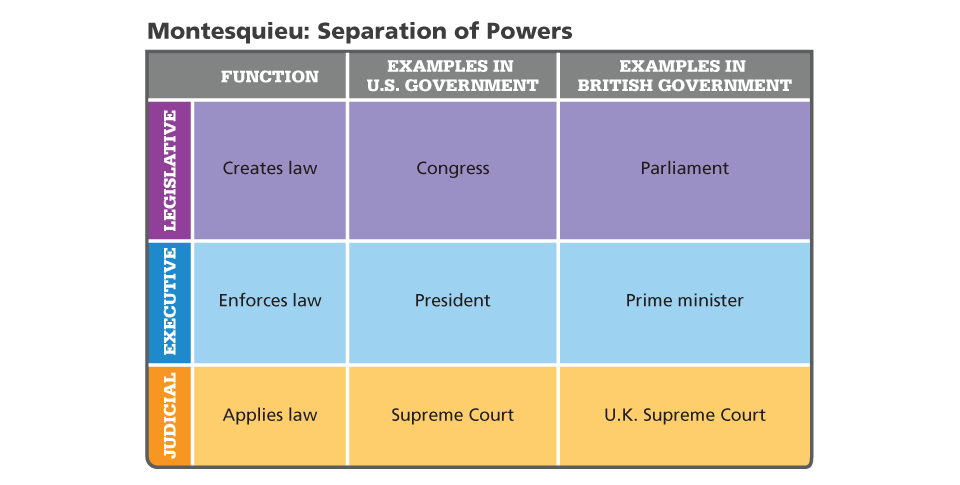 Montesquieu: Separation of Powers
FUNCTION
EXAMPLES IN
U.S. GOVERNMENT
EXAMPLES IN
BRITISH GOVERNMENT
LEGISLATIVE
Creates law
Congress
Parliament
EXECUTIVE
Enforces law
President
Prime minister
JUDICIAL
Applies law
Supreme Court
U.K. Supreme Court